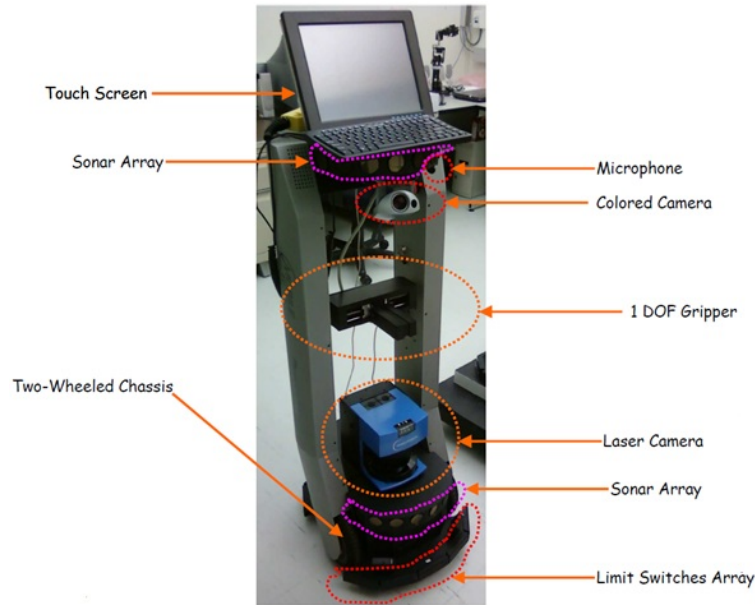 Touch Screen
Sonar Array
Microphone
Colored Camera
1 DOF Gripper
Two-Wheeled Chassis
Laser Camera
Sonar Array
Limit Switches Array